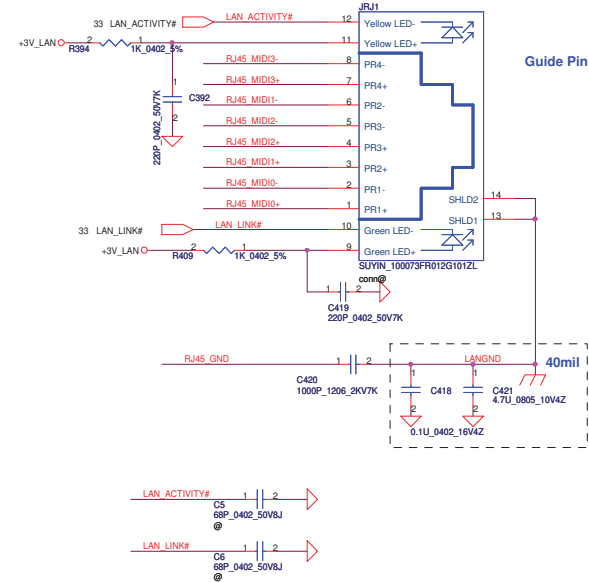 JRJ1
33 LAN_ACTIVITY#
LAN_ACTIVITY#
12 Yellow LED-
+3V_LAN
2 1
R394
1K_0402_5%
11 Yellow LED+
Guide Pin
RJ45_MIDI3- 8 PR4-
RJ45_MIDI3+ 7 PR4+
1
C392
2
220P_0402_50V7K
RJ45_MIDI1- 6 PR2-
RJ45_MIDI2- 5 PR3-
RJ45_MIDI2+ 4 PR3+
RJ45_MIDI1+ 3 PR2+
RJ45_MIDI0- 2 PR1-
RJ45_MIDI0+ 1 PR1+
SHLD2 14
SHLD1 13
33 LAN_LINK#
LAN_LINK#
10 Green LED-
+3V_LAN
2 1
R409
1K_0402_5%
9 Green LED+
SUYIN_100073FR012G101ZL
conn@
1 2
C419
220P_0402_50V7K
RJ45_GND
1 2
C420
1000P_1206_2KV7K
LANGND
40mil
1
C418
2
0.1U_0402_16V4Z
1
C421
2
4.7U_0805_10V4Z
LAN_ACTIVITY#
1 2
C5
68P_0402_50V8J
@
LAN_LINK#
1 2
C6
68P_0402_50V8J
@